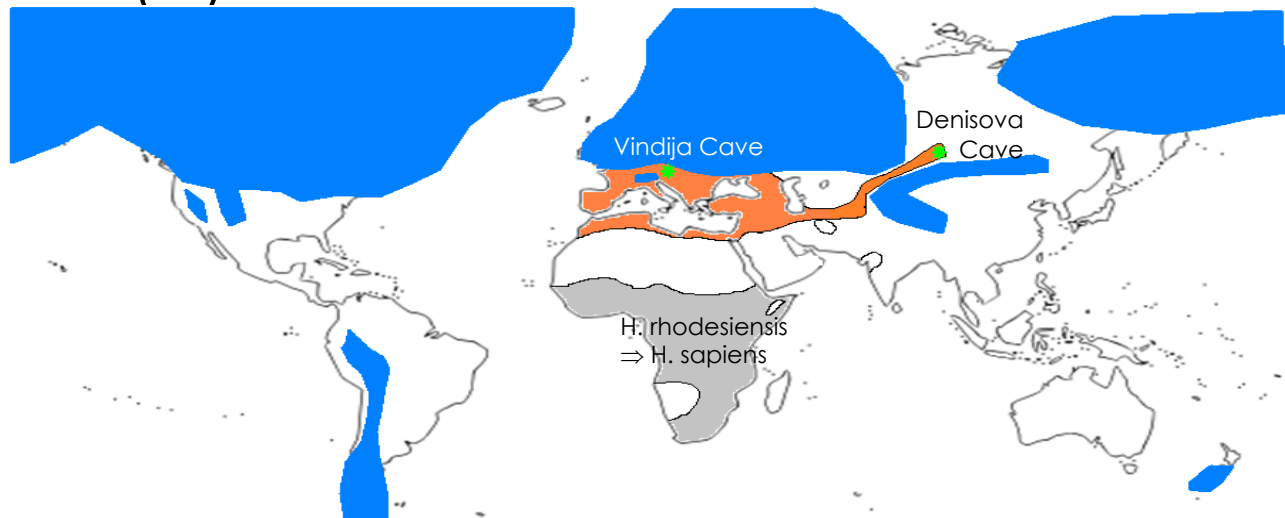 Denisova
Cave
Vindija Cave
H. rhodesiensis
⇒ H. sapiens